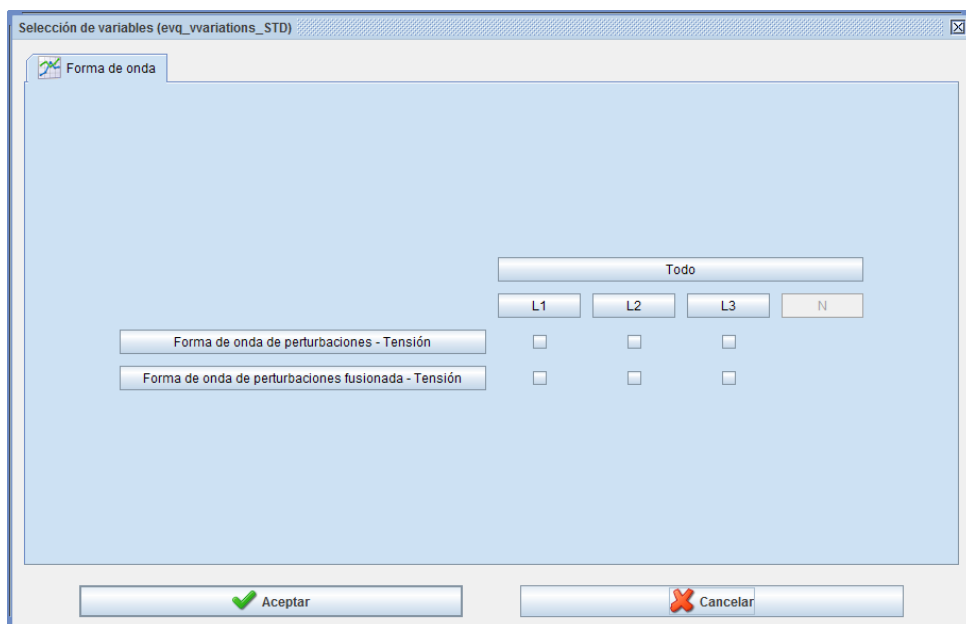 Selección de variables (evq_vvariations_STD)
Forma de onda
Todo
L1 L2 L3 N
Forma de onda de perturbaciones - Tensión
Forma de onda de perturbaciones fusionada - Tensión
Aceptar Cancelar